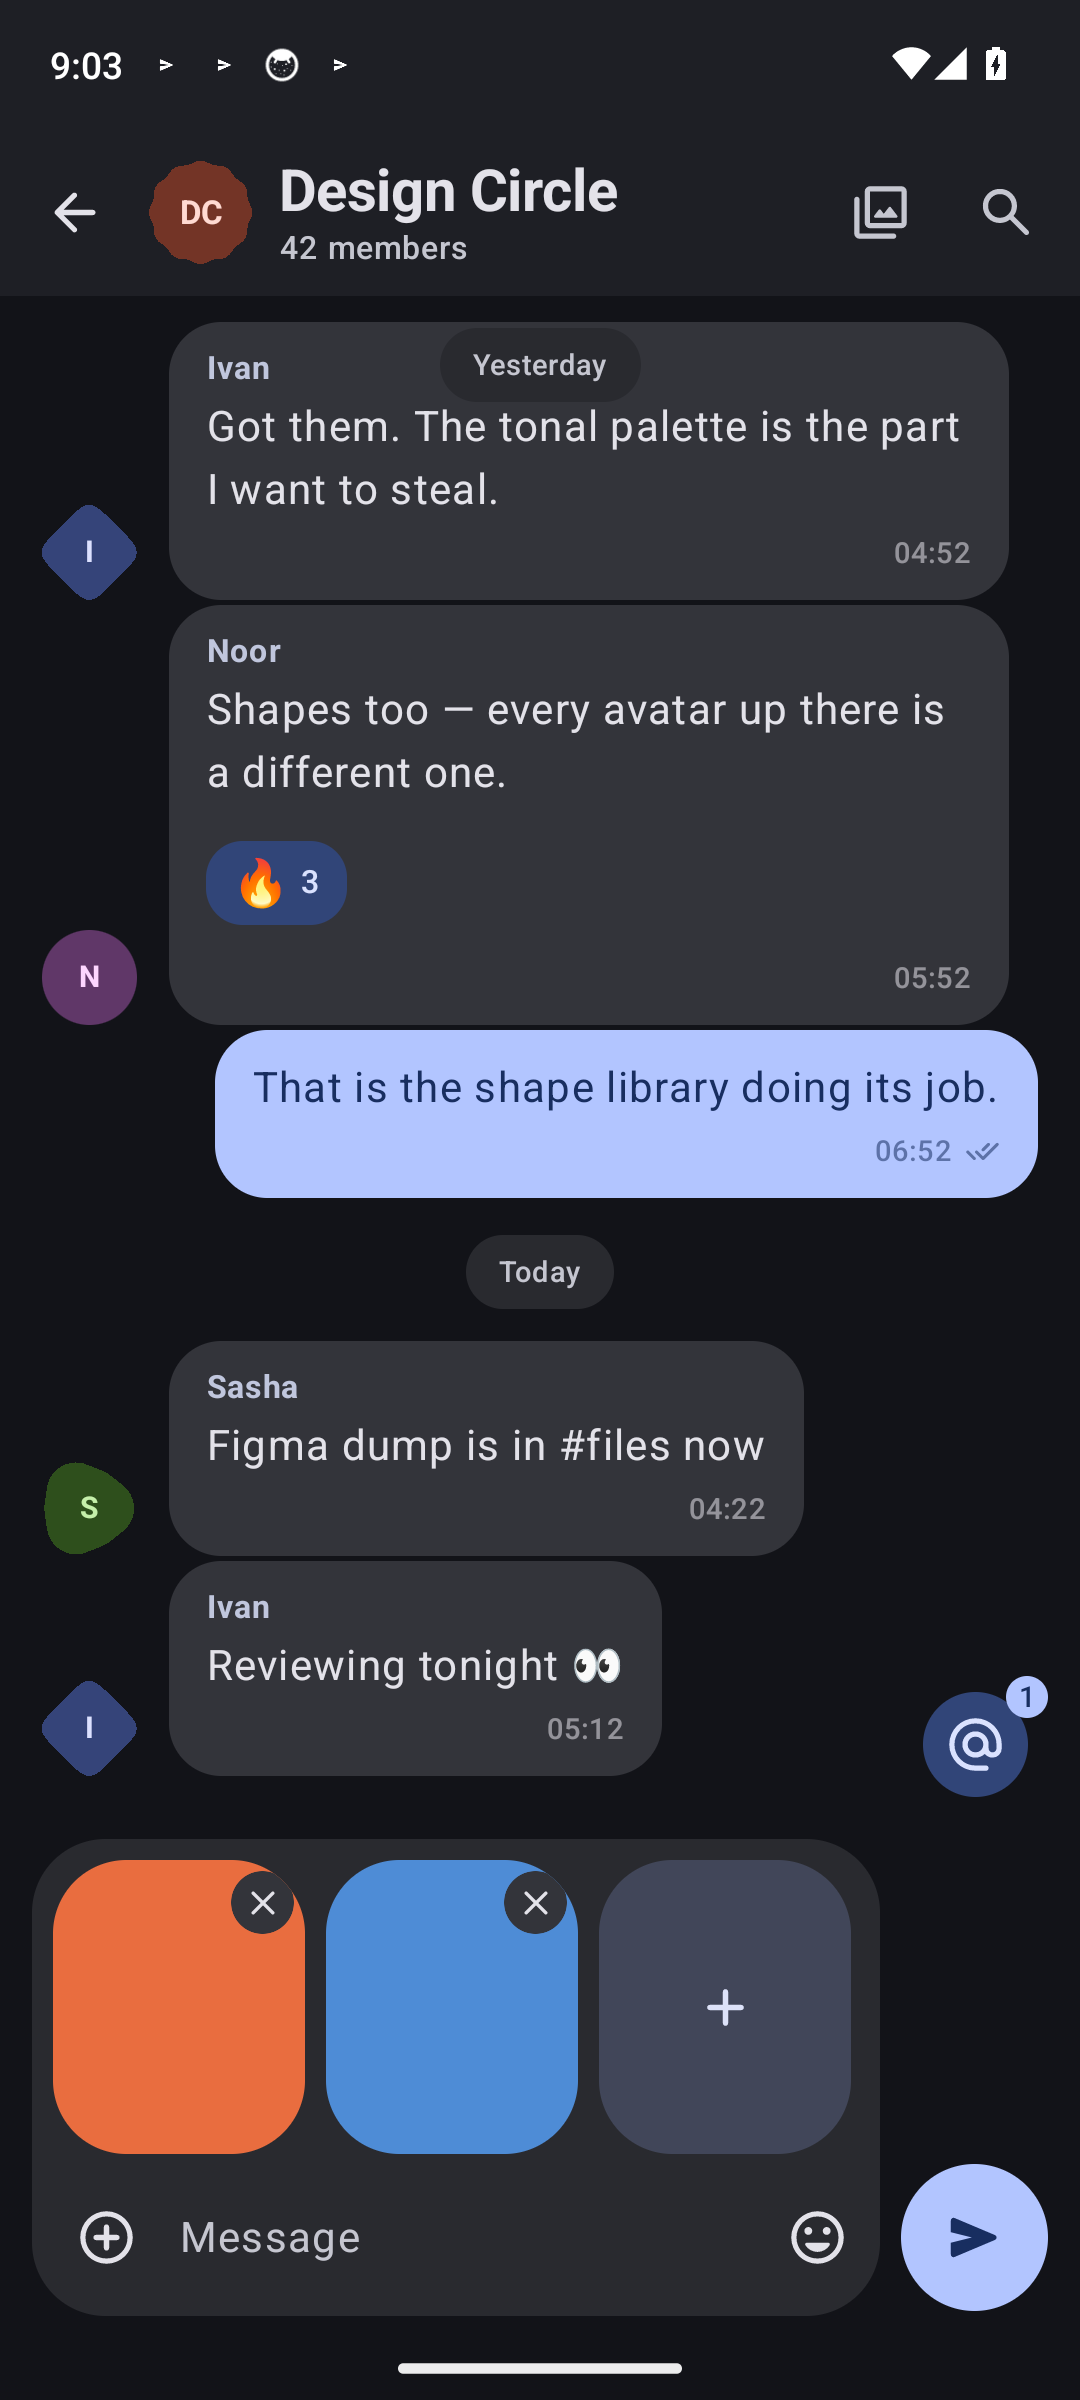 9:03
DC
Design Circle
42 members
Yesterday
Ivan
Got them. The tonal palette is the part
I want to steal.
I
04:52
Noor
Shapes too — every avatar up there is
a different one.
🔥 3
N
05:52
That is the shape library doing its job.
06:52
Today
Sasha
Figma dump is in #files now
S
04:22
Ivan
Reviewing tonight 👀
I
05:12
1
Message